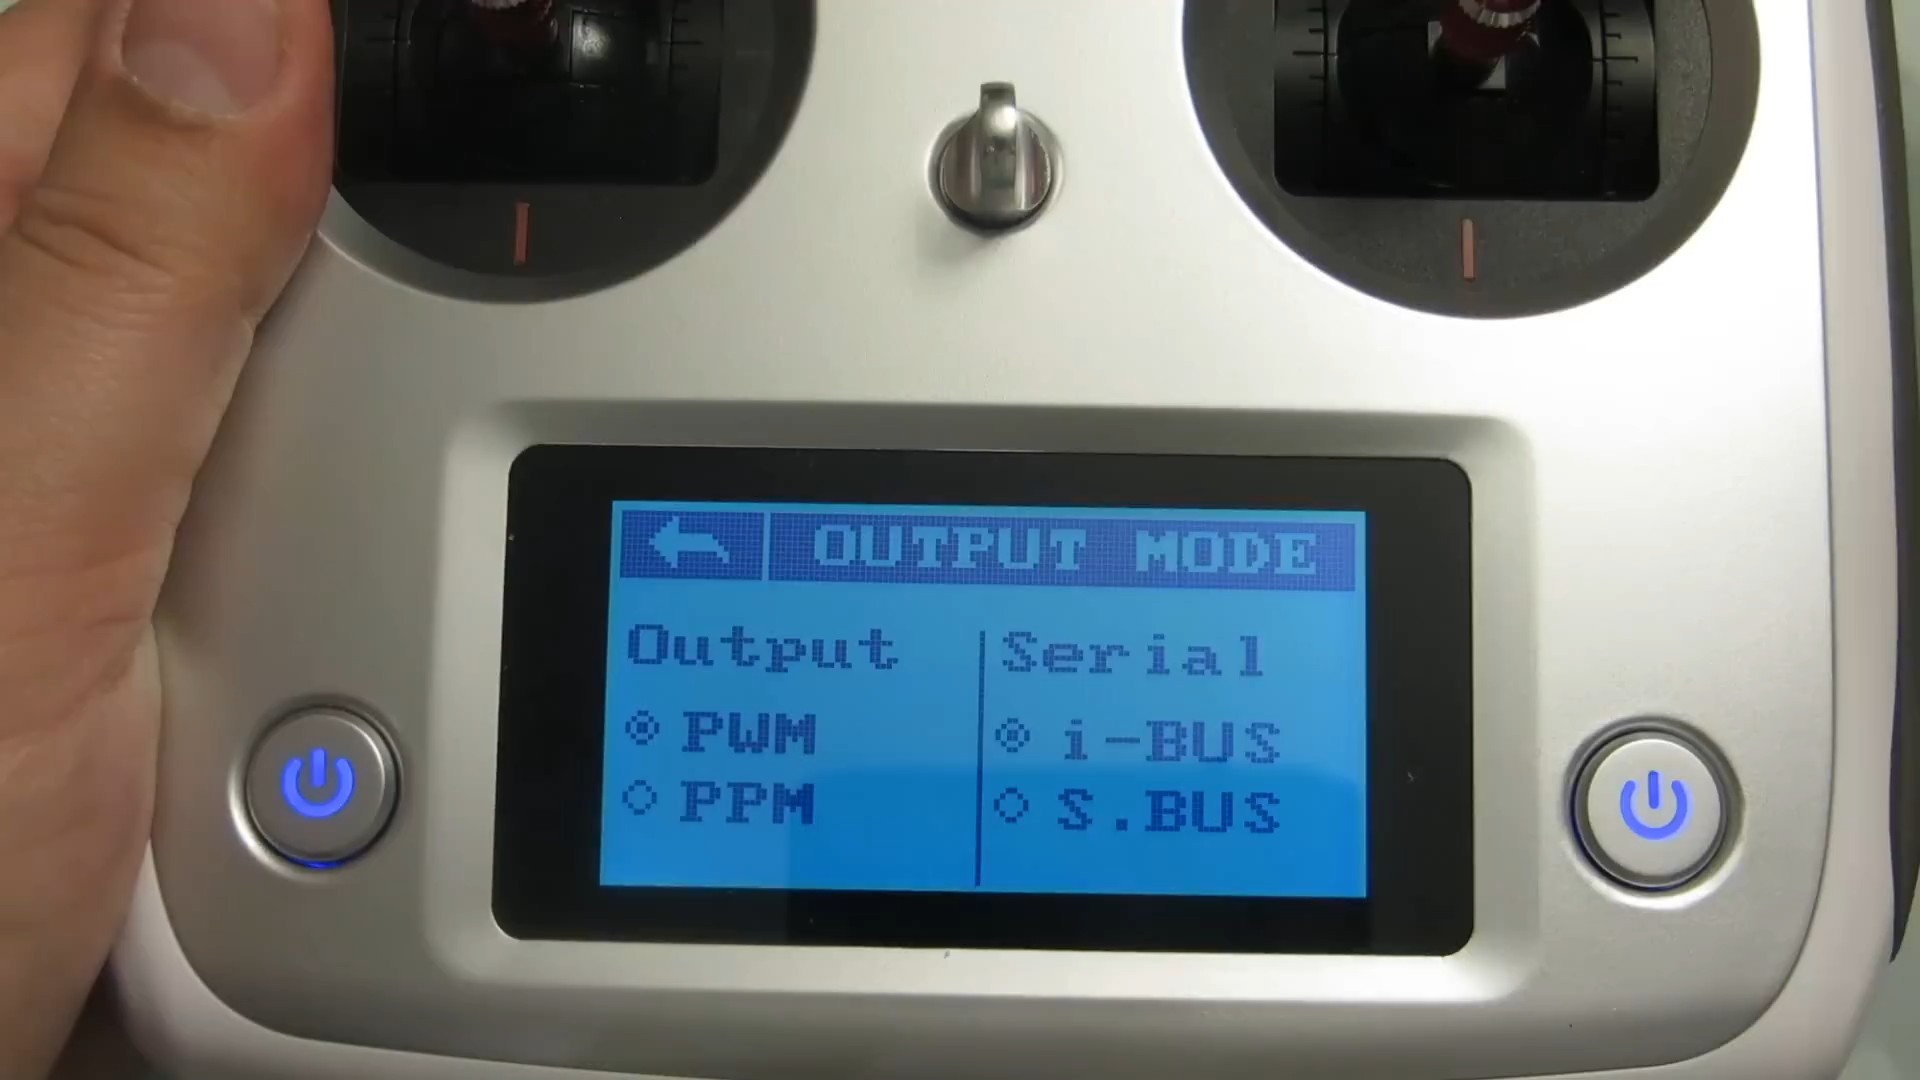 OUTPUT MODE
Output
PWM
PPM
Serial
i-BUS
S.BUS